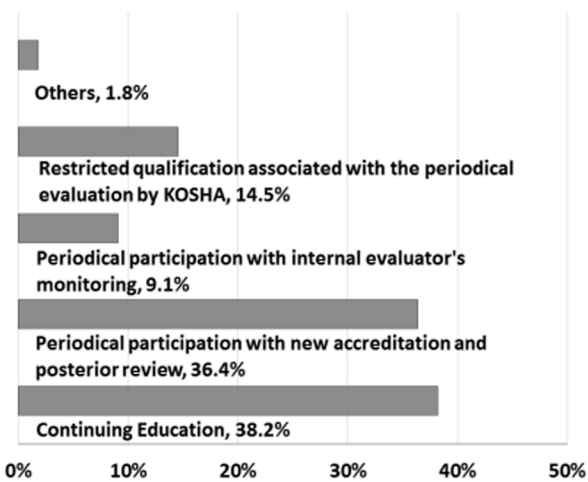 Others, 1.8%
Restricted qualification associated with the periodical
evaluation by KOSHA, 14.5%
Periodical participation with internal evaluator's
monitoring, 9.1%
Periodical participation with new accreditation and
posterior review, 36.4%
Continuing Education, 38.2%
0% 10% 20% 30% 40% 50%